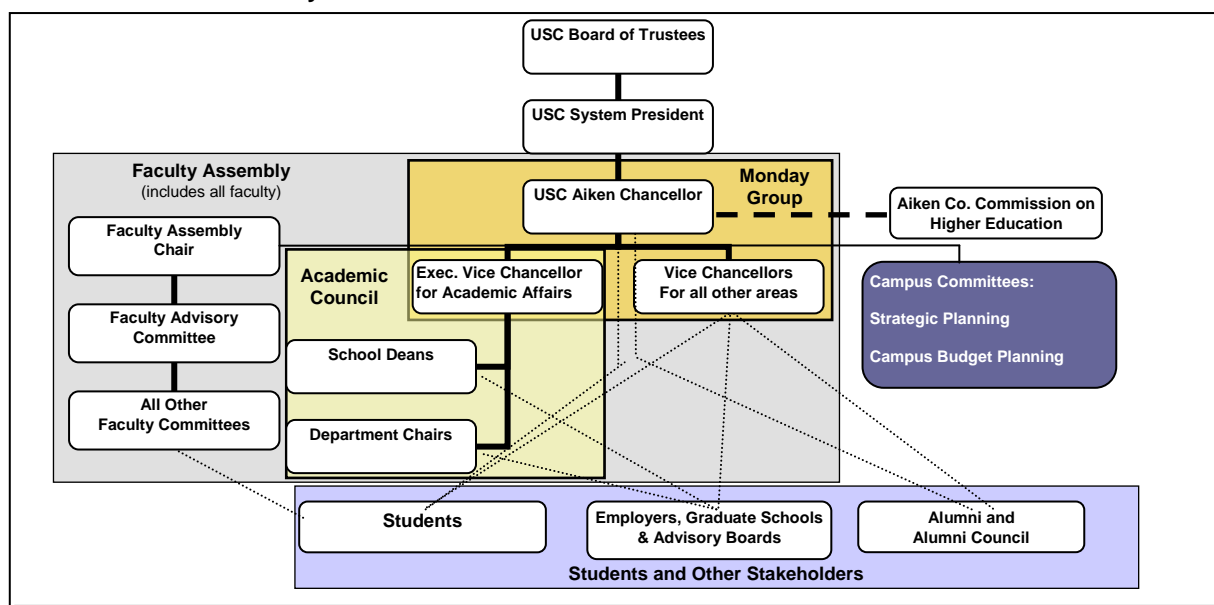 USC Board of Trustees
USC System President
Faculty Assembly
(includes all faculty)
Monday
Group
USC Aiken Chancellor
Aiken Co. Commission on
Higher Education
Faculty Assembly
Chair
Academic
Council
Exec. Vice Chancellor
for Academic Affairs
Vice Chancellors
For all other areas
Campus Committees:
Strategic Planning
Campus Budget Planning
Faculty Advisory
Committee
School Deans
All Other
Faculty Committees
Department Chairs
Students
Employers, Graduate Schools
& Advisory Boards
Alumni and
Alumni Council
Students and Other Stakeholders